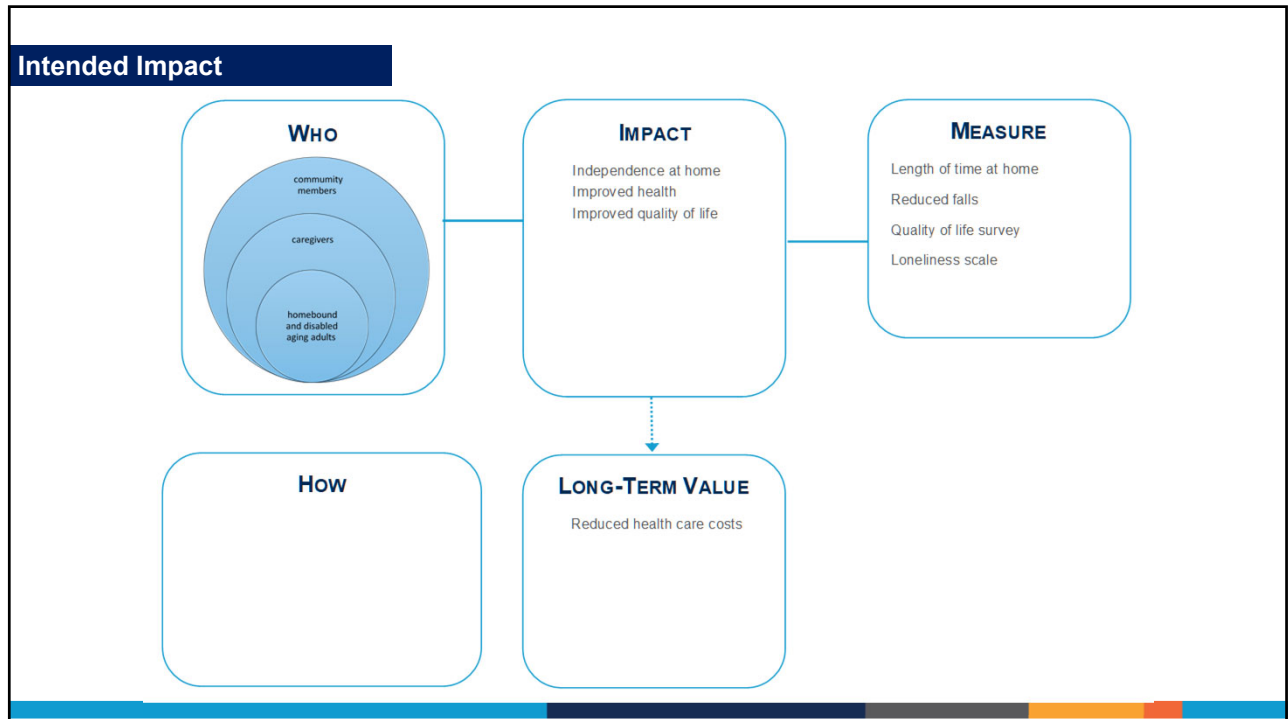 Intended Impact
WHO
community
members
caregivers
homebound
and disabled
aging adults
IMPACT
Independence at home
Improved health
Improved quality of life
MEASURE
Length of time at home
Reduced falls
Quality of life survey
Loneliness scale
HOW
LONG-TERM VALUE
Reduced health care costs